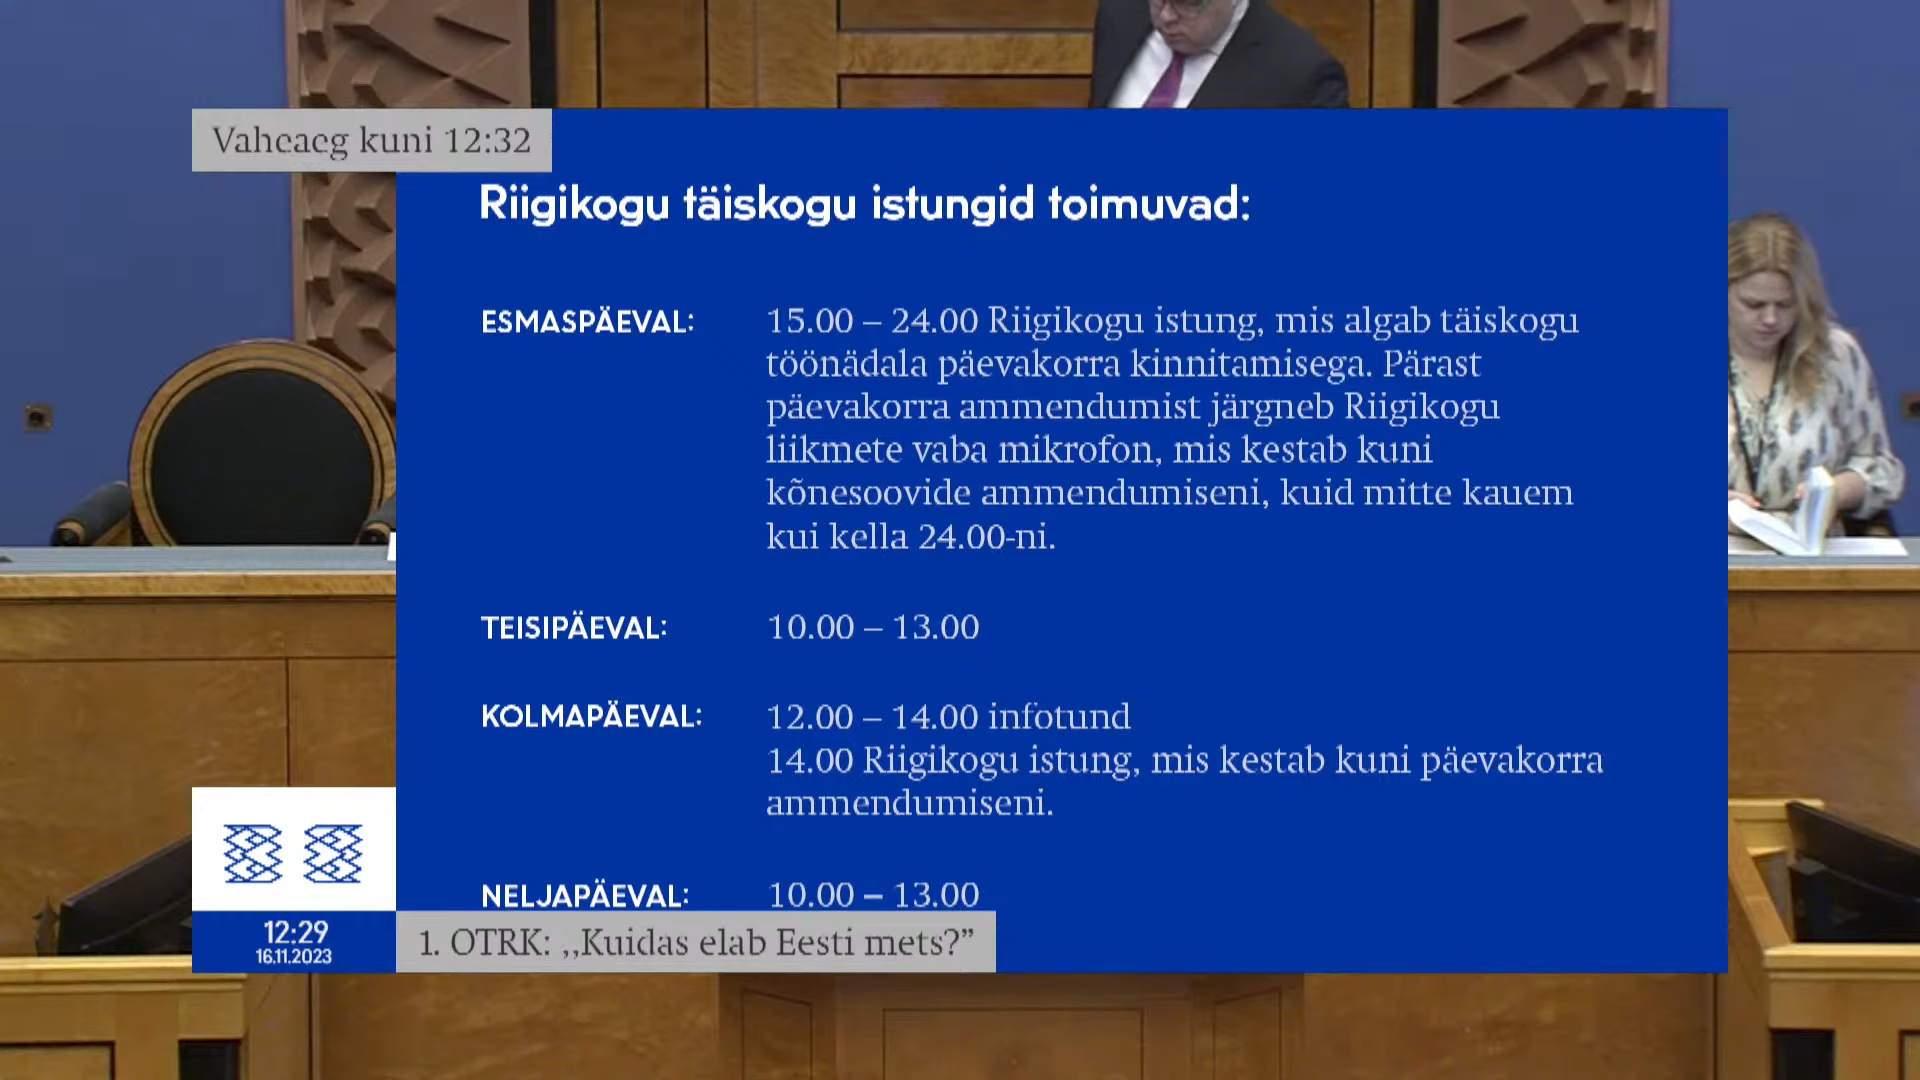 Vaheaeg kuni 12:32
Riigikogu täiskogu istungid toimuvad:
ESMASPÄEVAL:
15.00 – 24.00 Riigikogu istung, mis algab täiskogu
töönädala päevakorra kinnitamisega. Pärast
päevakorra ammendumist järgneb Riigikogu
liikmete vaba mikrofon, mis kestab kuni
kõnesoovide ammendumiseni, kuid mitte kauem
kui kella 24.00-ni.
TEISIPÄEVAL:
10.00 – 13.00
KOLMAPÄEVAL:
12.00 – 14.00 infotund
14.00 Riigikogu istung, mis kestab kuni päevakorra
ammendumiseni.
NELJAPÄEVAL:
10.00 – 13.00
12:29
16.11.2023
1. OTRK: ,,Kuidas elab Eesti mets?”